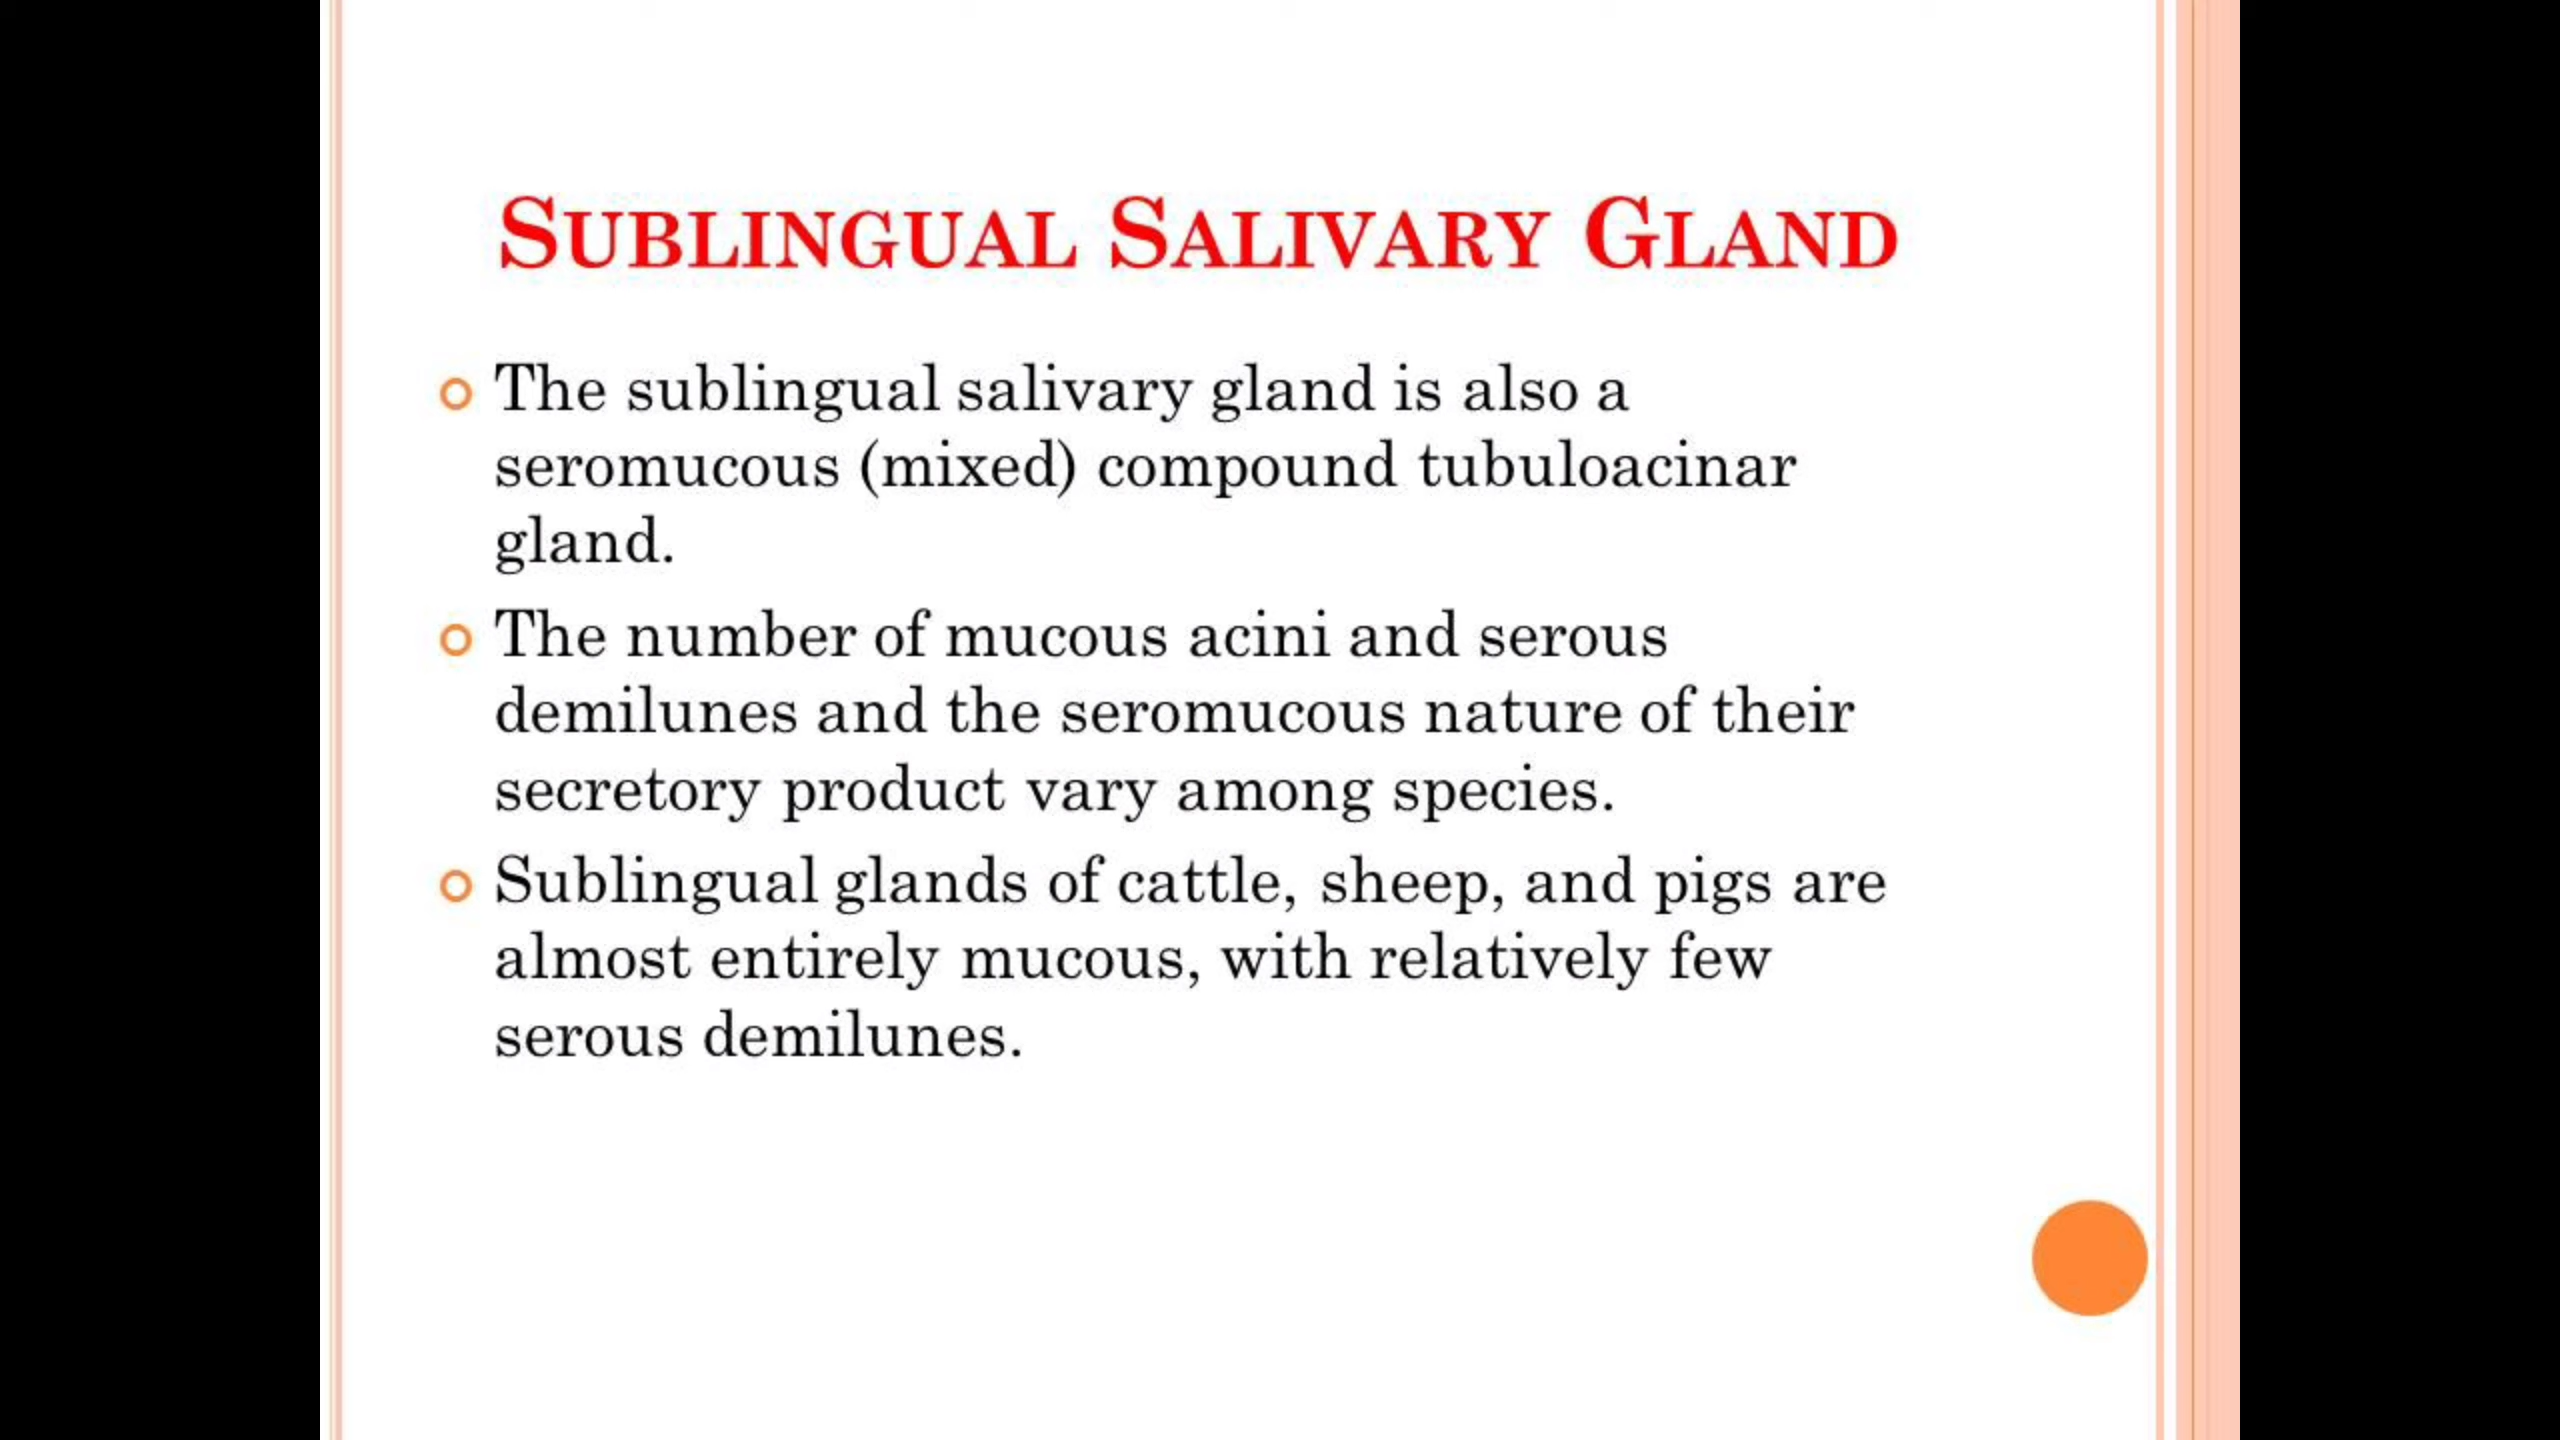 SUBLINGUAL SALIVARY GLAND
The sublingual salivary gland is also a
seromucous (mixed) compound tubuloacinar
gland.
The number of mucous acini and serous
demilunes and the seromucous nature of their
secretory product vary among species.
Sublingual glands of cattle, sheep, and pigs are
almost entirely mucous, with relatively few
serous demilunes.